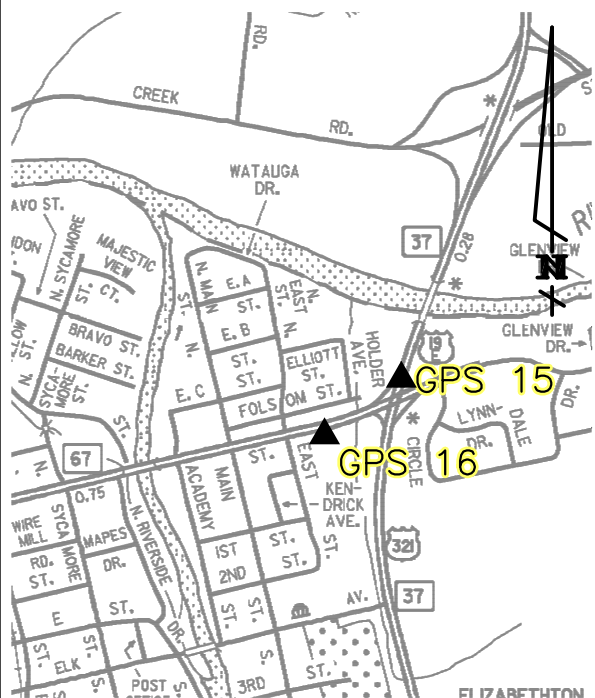 RD.
CREEK
RD.
OLD
WATAUGA
DR.
AVO ST.
N. SYCAMORE
ST.
MAJESTIC
VIEW
CT.
37
0.28
GLENVIEW
N
N. MAIN
ST.
E. A
ST.
N.
EAST
ST.
E. B
ST.
N.
BRAVO ST.
BARKER ST.
N.
ST.
SYCA-
MORE
ST.
ST.
E. C
ST.
N.
ELLIOTT
ST.
FOLSOM ST.
HOLDER
AVE.
19
E
GLENVIEW
DR.
GPS 15
DR.
LYNN-
DALE
DR.
CIRCLE
GPS 16
67
N.
0.75
ST.
EAST
ST.
MAIN
ACADEMY
KEN-
DRICK
AVE.
WIRE
MILL
RD.
SYCAMORE
MAPES
DR.
N. RIVERSIDE
DR.
1ST
ST.
2ND
ST.
321
37
ST.
E
ST.
ST.
ST.
AV.
ST.
ELK
S.
S.
POST
OFFICE
S.
3RD
ST.
ELIZABETHTON